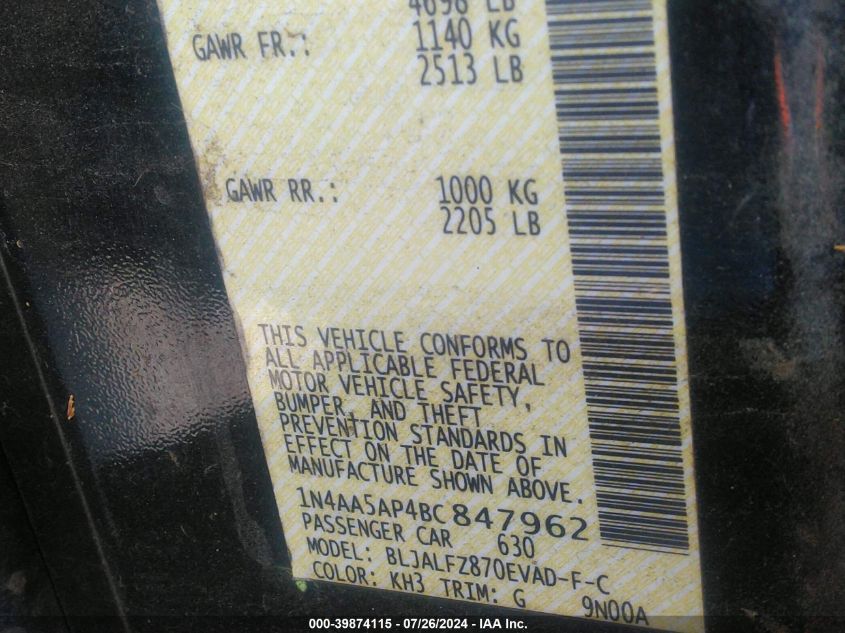 4698 LB
GAWR FR.: 1140 KG
2513 LB
GAWR RR.: 1000 KG
2205 LB
THIS VEHICLE CONFORMS TO
ALL APPLICABLE FEDERAL
MOTOR VEHICLE SAFETY,
BUMPER, AND THEFT
PREVENTION STANDARDS IN
EFFECT ON THE DATE OF
MANUFACTURE SHOWN ABOVE.
1N4AA5AP4BC847962
PASSENGER CAR 630
MODEL: BLJALFZ870EVAD-F-C
COLOR: KH3 TRIM: G 9N00A
000-39874115 - 07/26/2024 - IAA Inc.